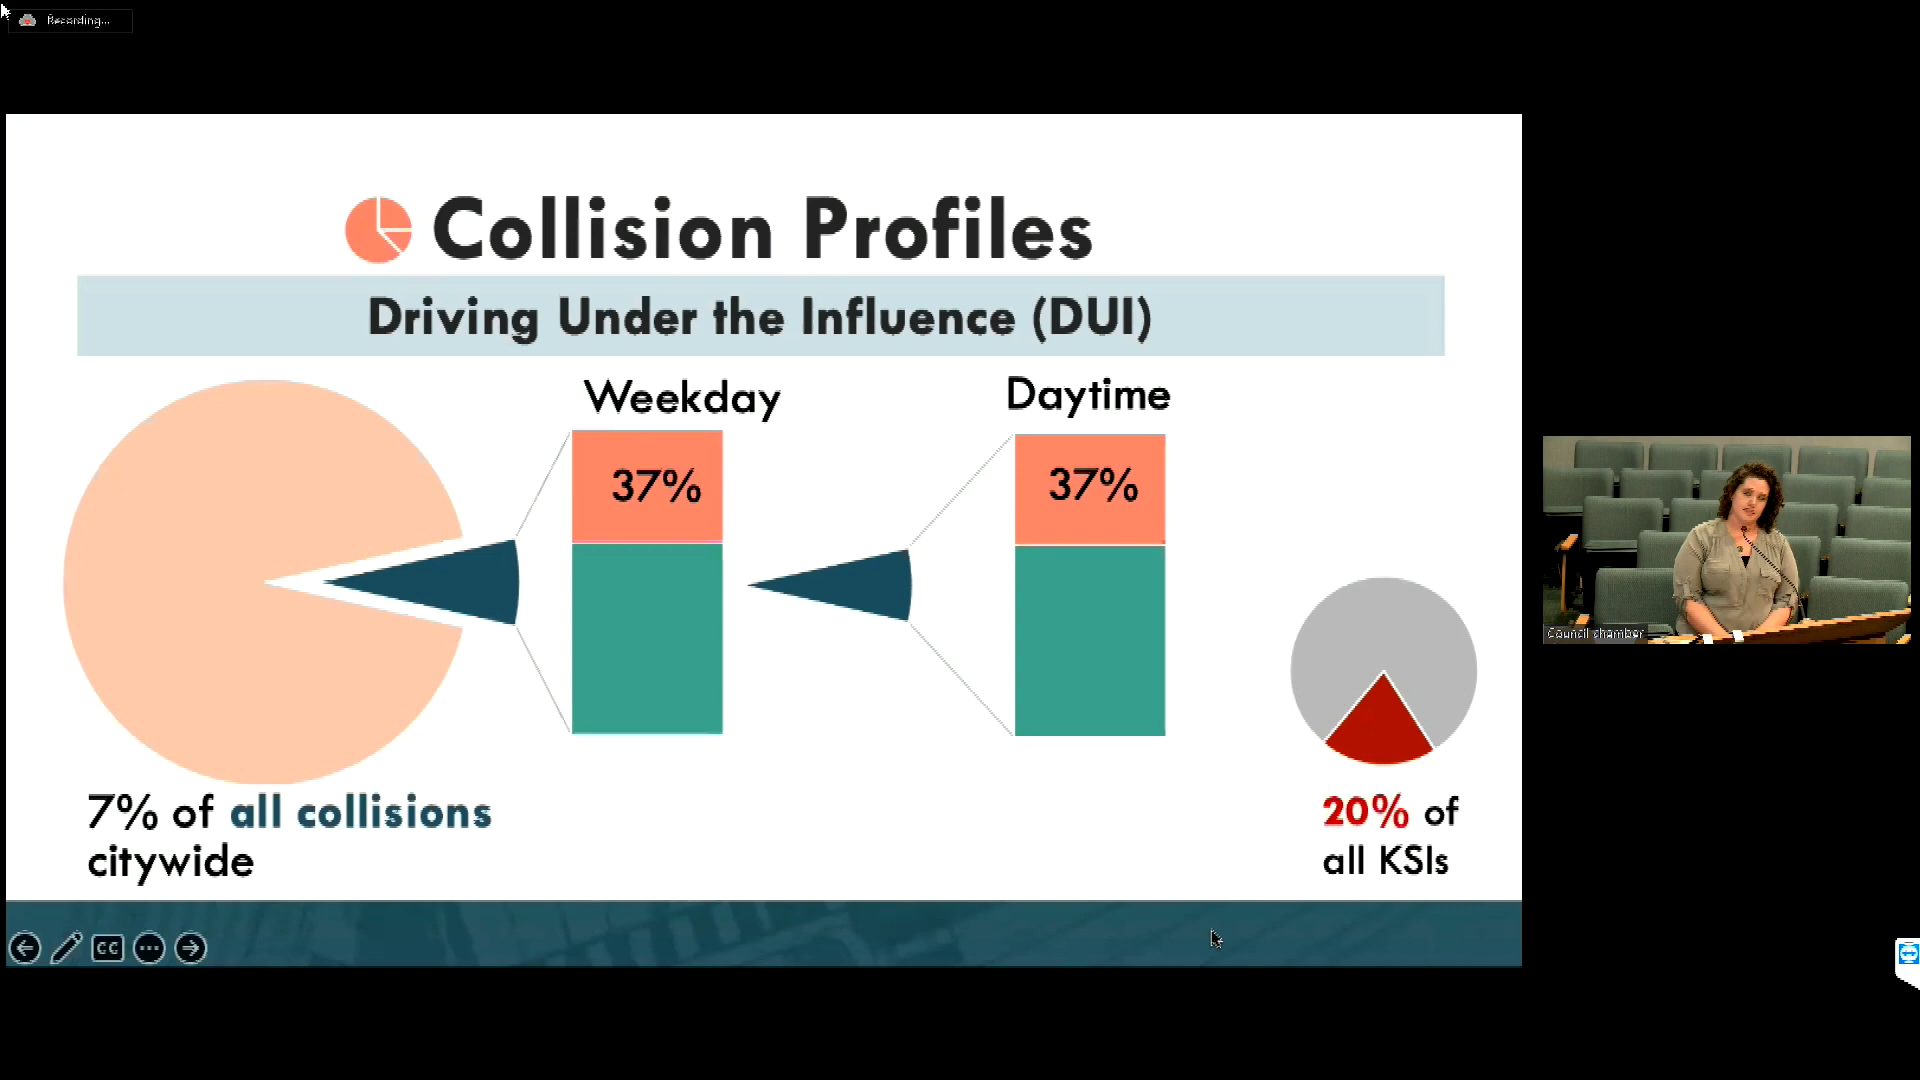 Recording...
Collision Profiles
Driving Under the Influence (DUI)
Weekday
Daytime
37%
37%
7% of all collisions
citywide
20% of
all KSIs
Council chamber
CC